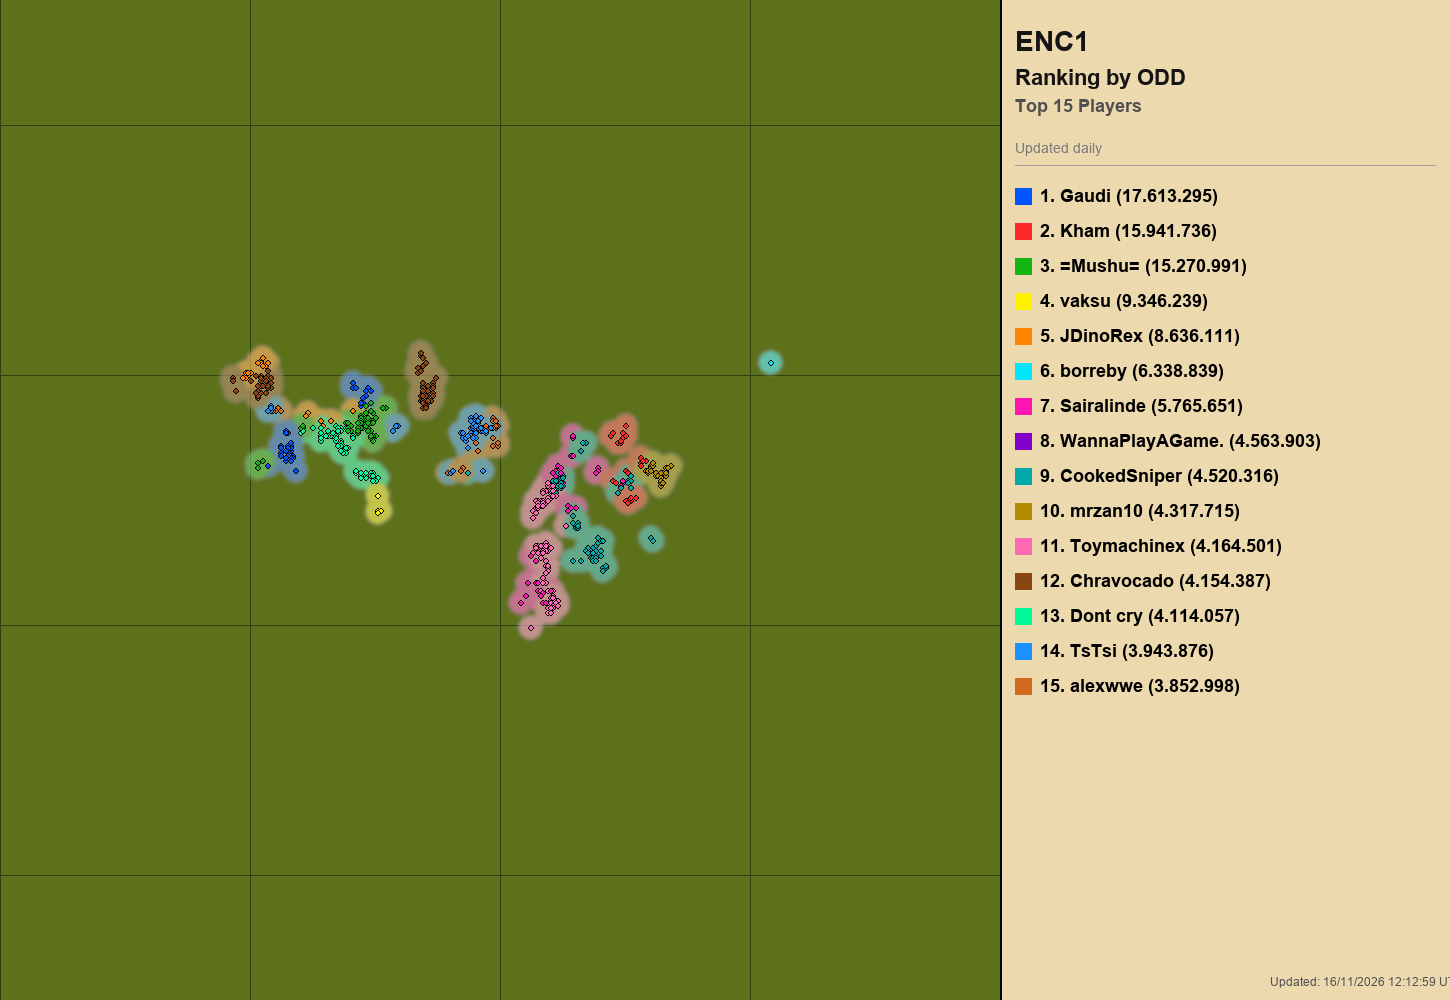 ENC1
Ranking by ODD
Top 15 Players
Updated daily
1. Gaudi (17.613.295)
2. Kham (15.941.736)
3. =Mushu= (15.270.991)
4. vaksu (9.346.239)
5. JDinoRex (8.636.111)
6. borreby (6.338.839)
7. Sairalinde (5.765.651)
8. WannaPlayAGame. (4.563.903)
9. CookedSniper (4.520.316)
10. mrzan10 (4.317.715)
11. Toymachinex (4.164.501)
12. Chravocado (4.154.387)
13. Dont cry (4.114.057)
14. TsTsi (3.943.876)
15. alexwwe (3.852.998)
Updated: 16/11/2026 12:12:59 U